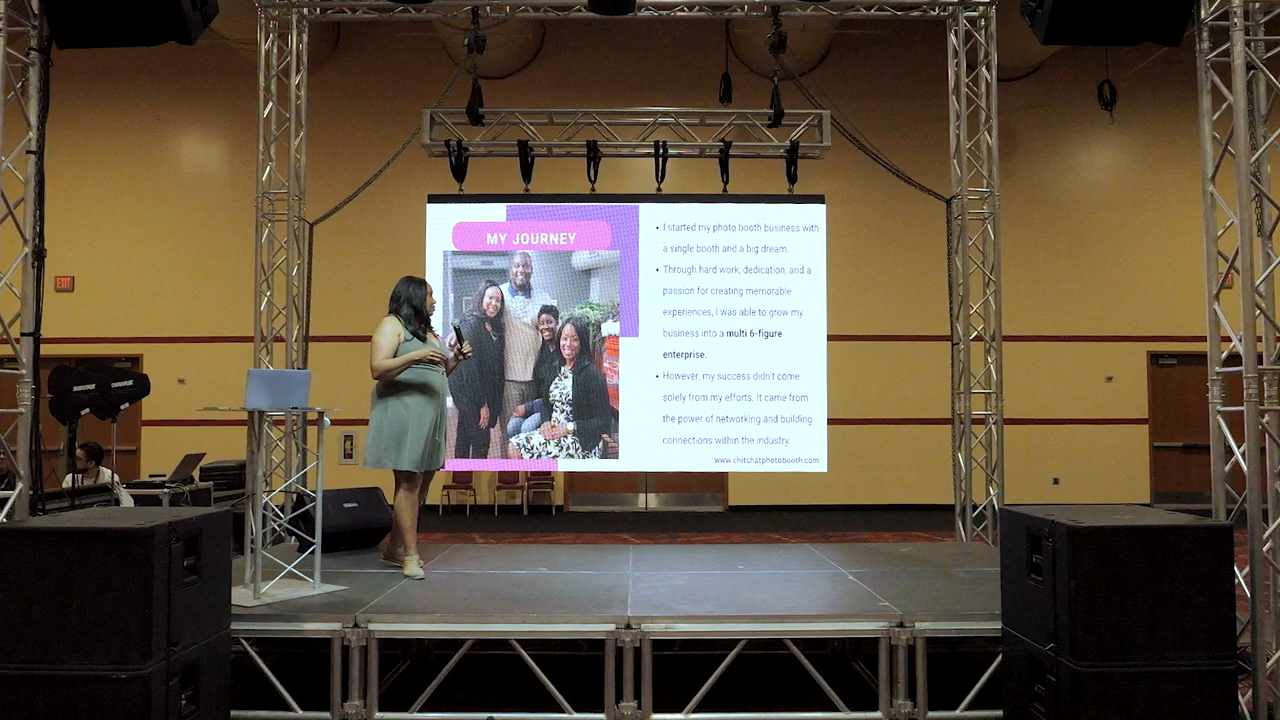 MY JOURNEY
• I started my photo booth business with
a single booth and a big dream.
• Through hard work, dedication, and a
passion for creating memorable
experiences, I was able to grow my
business into a multi 6-figure
enterprise.
• However, my success didn't come
solely from my efforts. It came from
the power of networking and building
connections within the industry.
www.chitchatphotobooth.com
EXIT